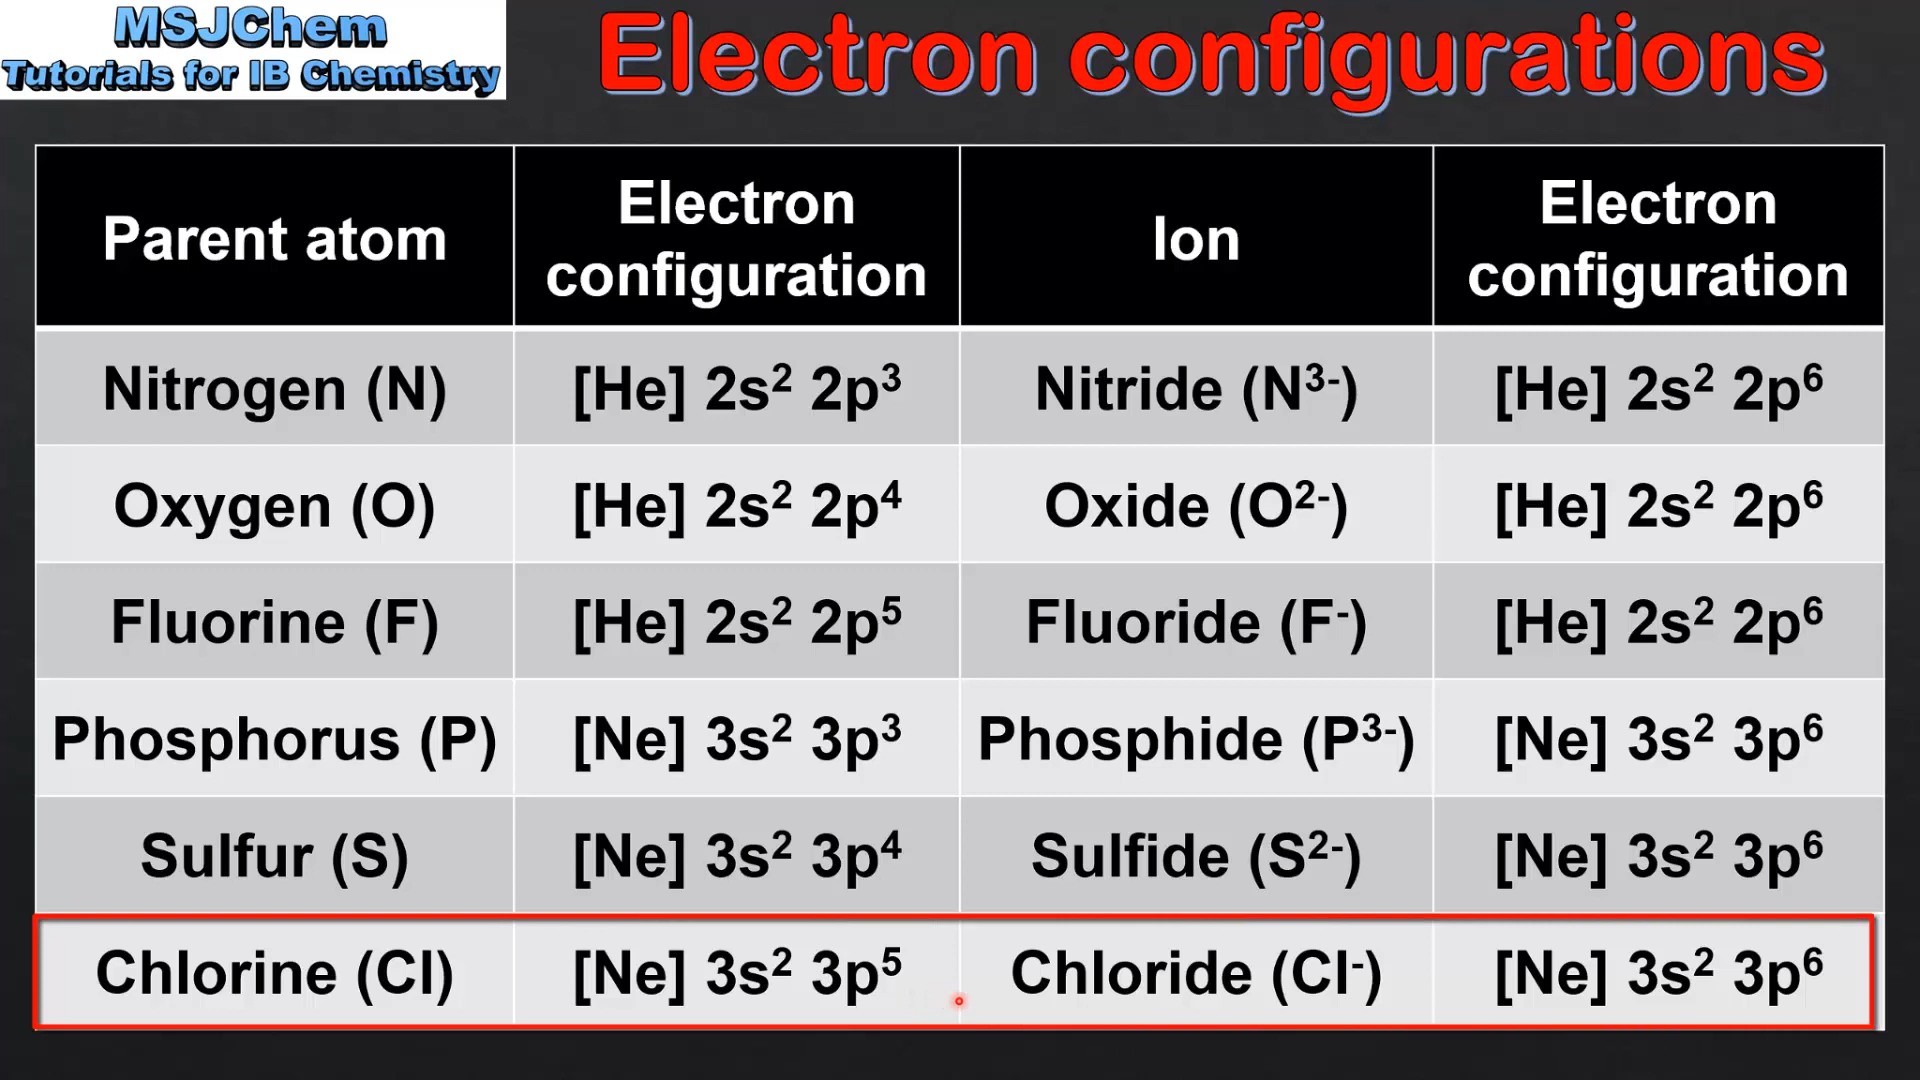 MSJChem
Tutorials for IB Chemistry
Electron configurations
Parent atom
Electron
configuration
Ion
Electron
configuration
Nitrogen (N) [He] 2s² 2p³ Nitride (N³⁻) [He] 2s² 2p⁶
Oxygen (O) [He] 2s² 2p⁴ Oxide (O²⁻) [He] 2s² 2p⁶
Fluorine (F) [He] 2s² 2p⁵ Fluoride (F⁻) [He] 2s² 2p⁶
Phosphorus (P) [Ne] 3s² 3p³ Phosphide (P³⁻) [Ne] 3s² 3p⁶
Sulfur (S) [Ne] 3s² 3p⁴ Sulfide (S²⁻) [Ne] 3s² 3p⁶
Chlorine (Cl) [Ne] 3s² 3p⁵ Chloride (Cl⁻) [Ne] 3s² 3p⁶